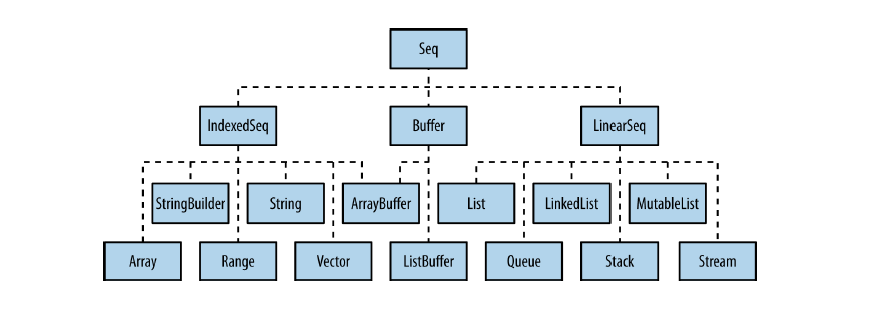 Seq
IndexedSeq Buffer LinearSeq
StringBuilder String ArrayBuffer List LinkedList MutableList
Array Range Vector ListBuffer Queue Stack Stream